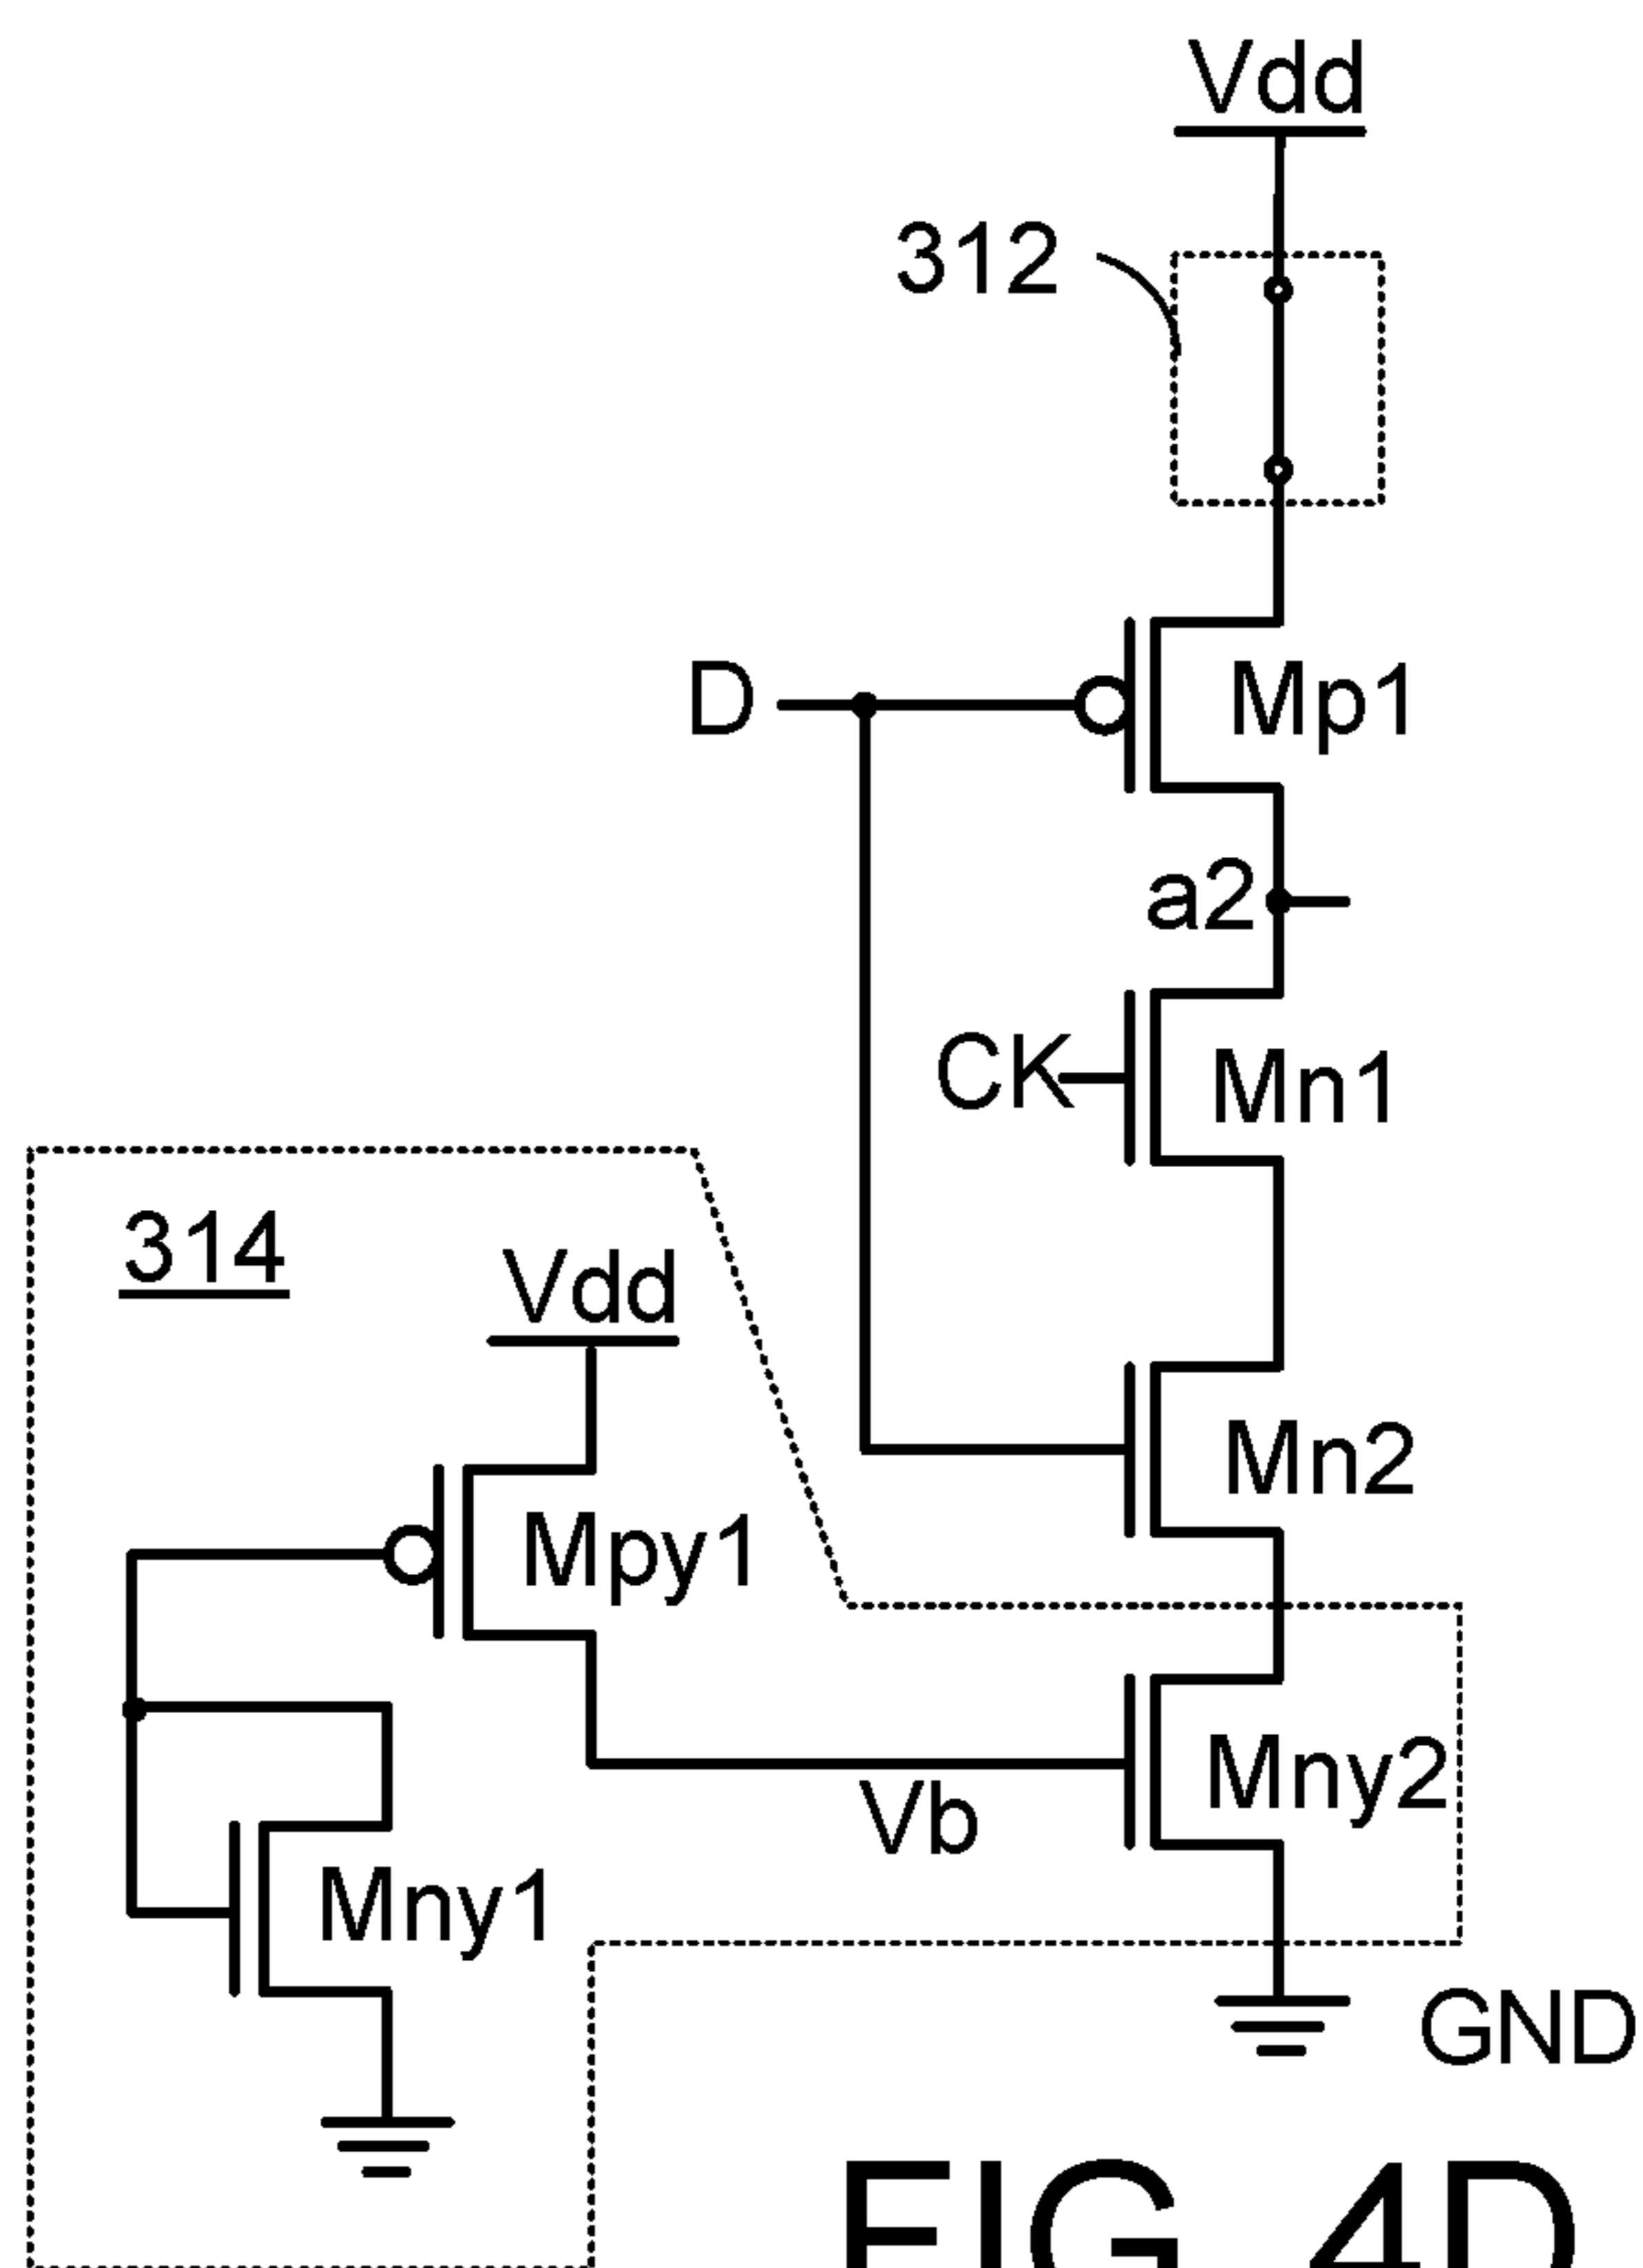 Vdd
312
D
Mp1
a2
CK
Mn1
314
Vdd
Mn2
Mpy1
Mny2
Vb
Mny1
GND
FIG. 4D